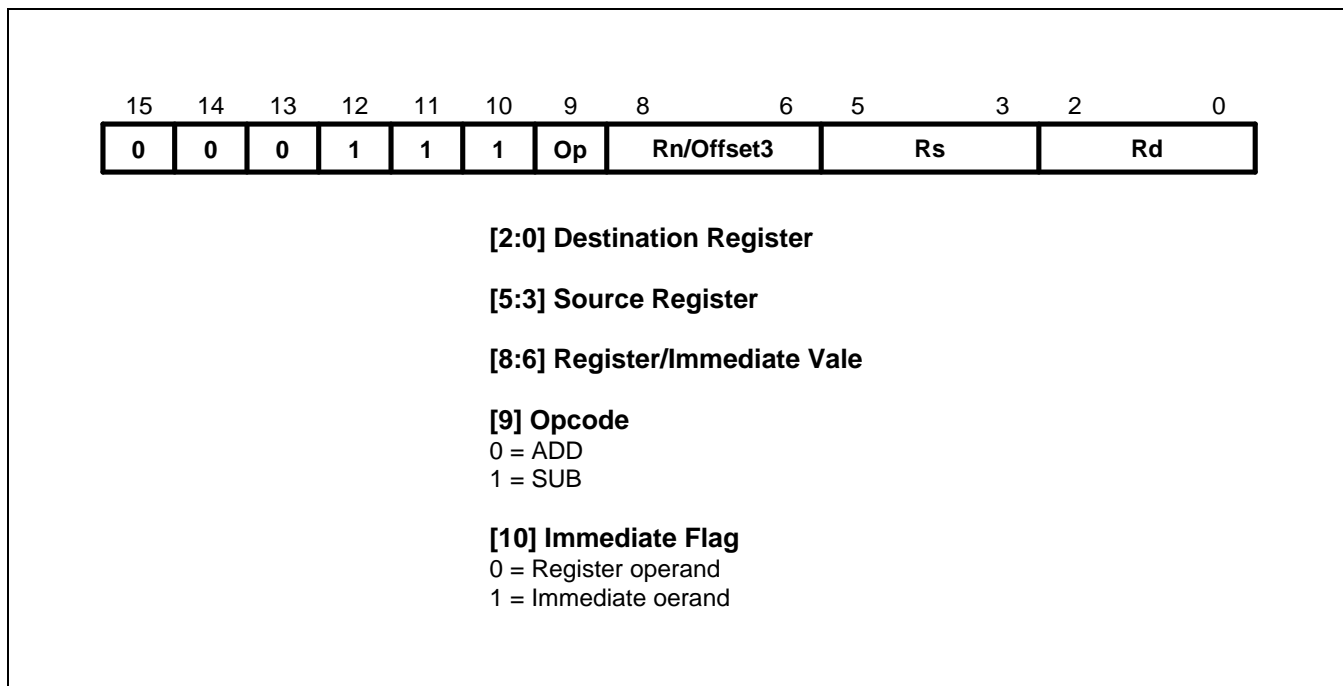 15 14 13 12 11 10 9 8 6 5 3 2 0
0 0 0 1 1 1 Op Rn/Offset3 Rs Rd
[2:0] Destination Register
[5:3] Source Register
[8:6] Register/Immediate Vale
[9] Opcode
0 = ADD
1 = SUB
[10] Immediate Flag
0 = Register operand
1 = Immediate oerand